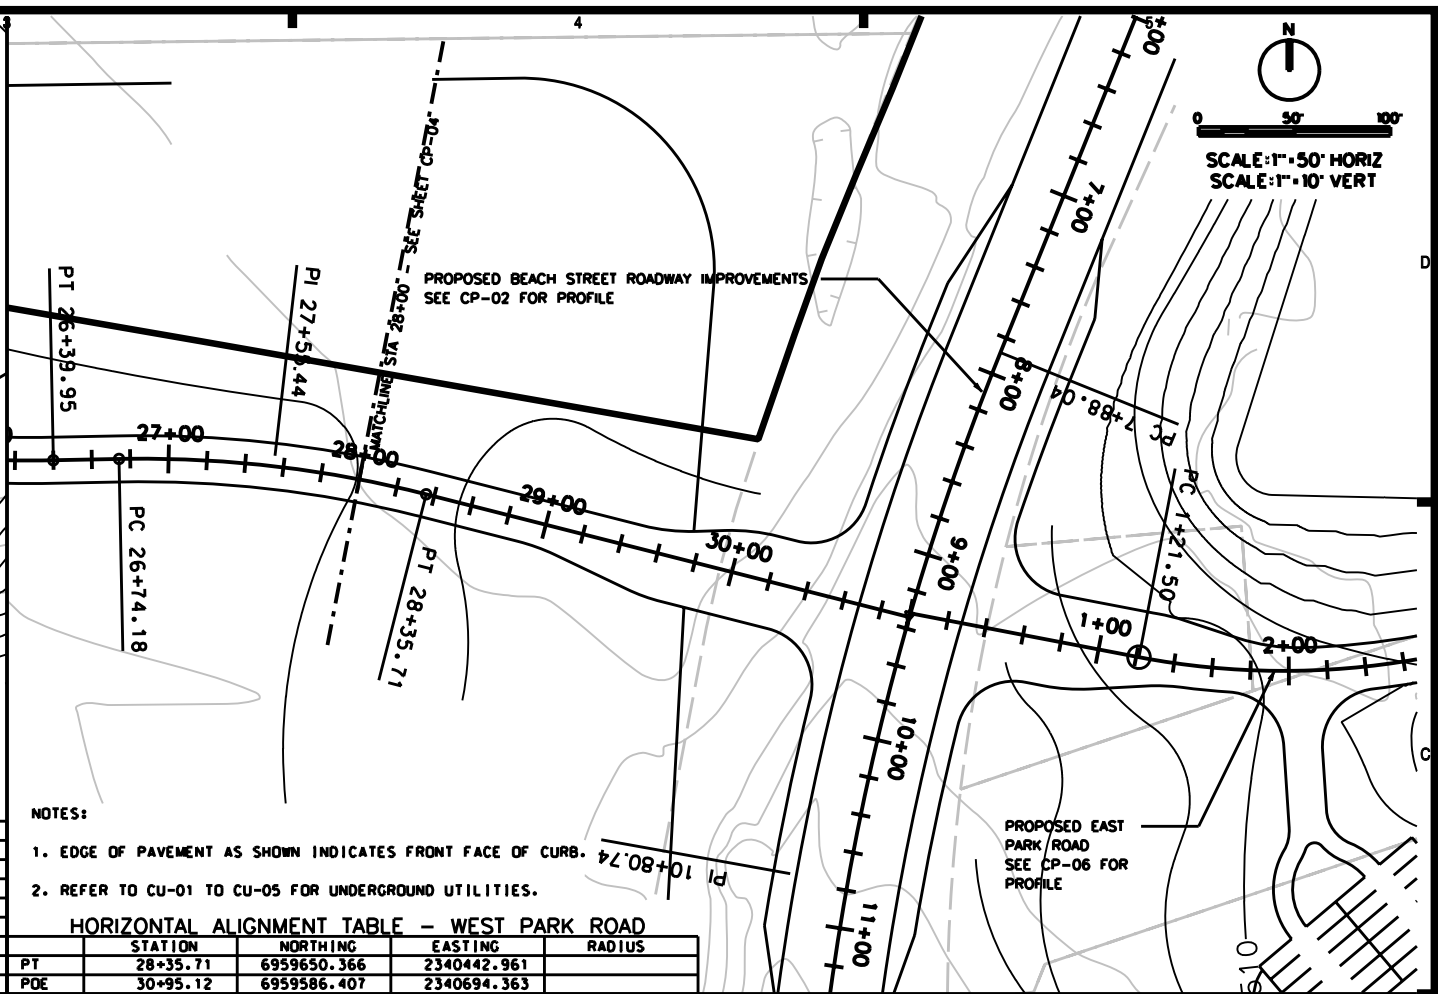 3
4
5
N
0 50' 100'
SCALE:1"=50' HORIZ
SCALE:1"=10' VERT
D
C
MATCHLINE STA 28+00" - SEE SHEET CP-04"
PROPOSED BEACH STREET ROADWAY IMPROVEMENTS
SEE CP-02 FOR PROFILE
PT 26+39.95
PC 26+74.18
PT 28+35.71
27+00
28+00
29+00
30+00
7+00
8+00
9+00
10+00
11+00
PC 7+88.04
PC 1+21.50
1+00
2+00
PI 10+80.74
PROPOSED EAST
PARK ROAD
SEE CP-06 FOR
PROFILE
NOTES:
1. EDGE OF PAVEMENT AS SHOWN INDICATES FRONT FACE OF CURB.
2. REFER TO CU-01 TO CU-05 FOR UNDERGROUND UTILITIES.
HORIZONTAL ALIGNMENT TABLE - WEST PARK ROAD
STATION NORTHING EASTING RADIUS
PT 28+35.71 6959650.366 2340442.961
POE 30+95.12 6959586.407 2340694.363